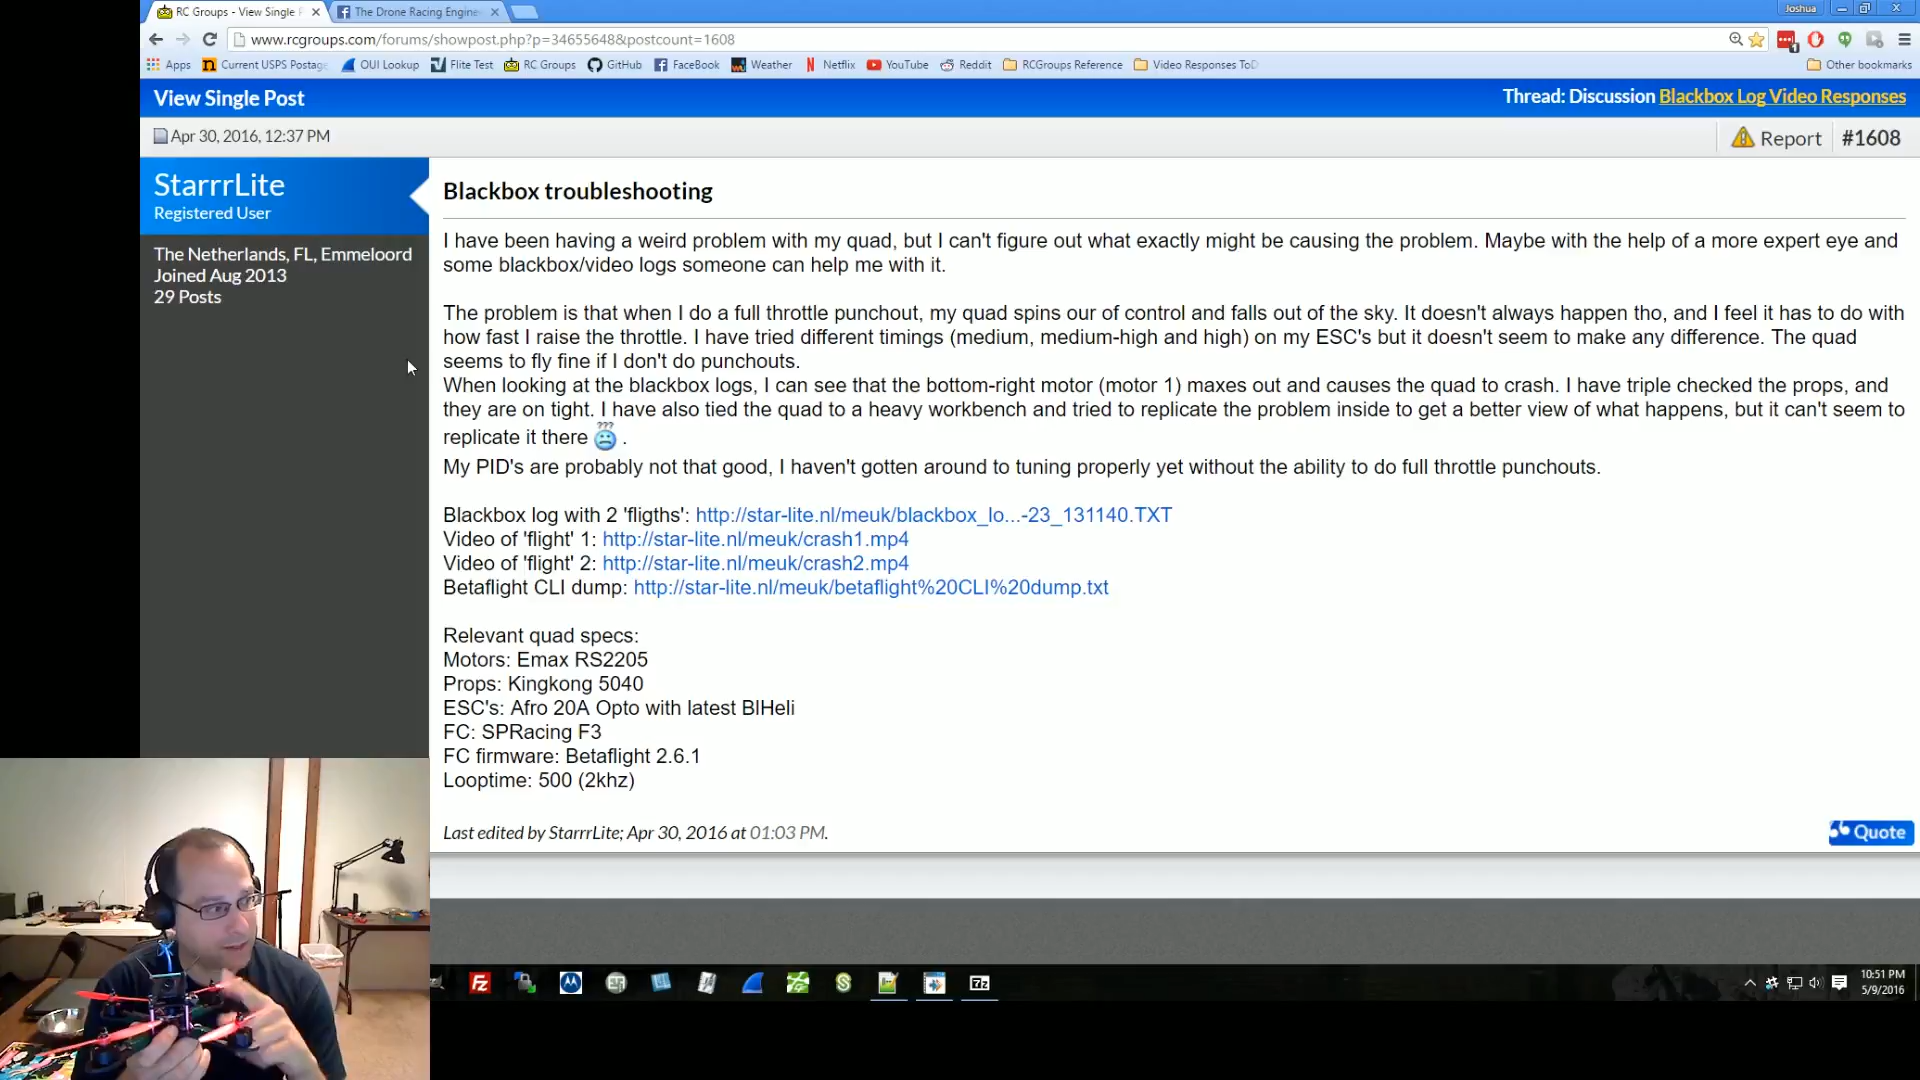 RC Groups - View Single P
The Drone Racing Engine
Joshua
www.rcgroups.com/forums/showpost.php?p=34655648&postcount=1608
Apps
Current USPS Postage
OUI Lookup
Flite Test
RC Groups
GitHub
FaceBook
Weather
Netflix
YouTube
Reddit
RCGroups Reference
Video Responses ToD
Other bookmarks
View Single Post
Thread: Discussion Blackbox Log Video Responses
Apr 30, 2016, 12:37 PM
Report #1608
StarrrLite
Registered User
The Netherlands, FL, Emmeloord
Joined Aug 2013
29 Posts
Blackbox troubleshooting
I have been having a weird problem with my quad, but I can't figure out what exactly might be causing the problem. Maybe with the help of a more expert eye and
some blackbox/video logs someone can help me with it.
The problem is that when I do a full throttle punchout, my quad spins our of control and falls out of the sky. It doesn't always happen tho, and I feel it has to do with
how fast I raise the throttle. I have tried different timings (medium, medium-high and high) on my ESC's but it doesn't seem to make any difference. The quad
seems to fly fine if I don't do punchouts.
When looking at the blackbox logs, I can see that the bottom-right motor (motor 1) maxes out and causes the quad to crash. I have triple checked the props, and
they are on tight. I have also tied the quad to a heavy workbench and tried to replicate the problem inside to get a better view of what happens, but it can't seem to
replicate it there ??? .
My PID's are probably not that good, I haven't gotten around to tuning properly yet without the ability to do full throttle punchouts.
Blackbox log with 2 'fligths': http://star-lite.nl/meuk/blackbox_lo...-23_131140.TXT
Video of 'flight' 1: http://star-lite.nl/meuk/crash1.mp4
Video of 'flight' 2: http://star-lite.nl/meuk/crash2.mp4
Betaflight CLI dump: http://star-lite.nl/meuk/betaflight%20CLI%20dump.txt
Relevant quad specs:
Motors: Emax RS2205
Props: Kingkong 5040
ESC's: Afro 20A Opto with latest BlHeli
FC: SPRacing F3
FC firmware: Betaflight 2.6.1
Looptime: 500 (2khz)
Last edited by StarrrLite; Apr 30, 2016 at 01:03 PM.
Quote
FZ
7z
10:51 PM
5/9/2016